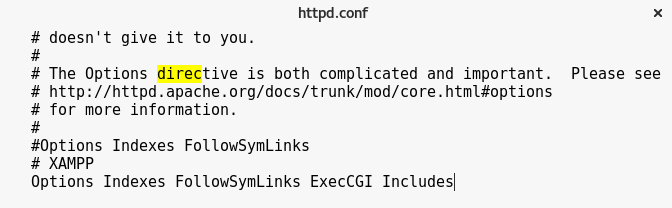 httpd.conf ×
# doesn't give it to you.
#
# The Options directive is both complicated and important.  Please see
# http://httpd.apache.org/docs/trunk/mod/core.html#options
# for more information.
#
#Options Indexes FollowSymLinks
# XAMPP
Options Indexes FollowSymLinks ExecCGI Includes